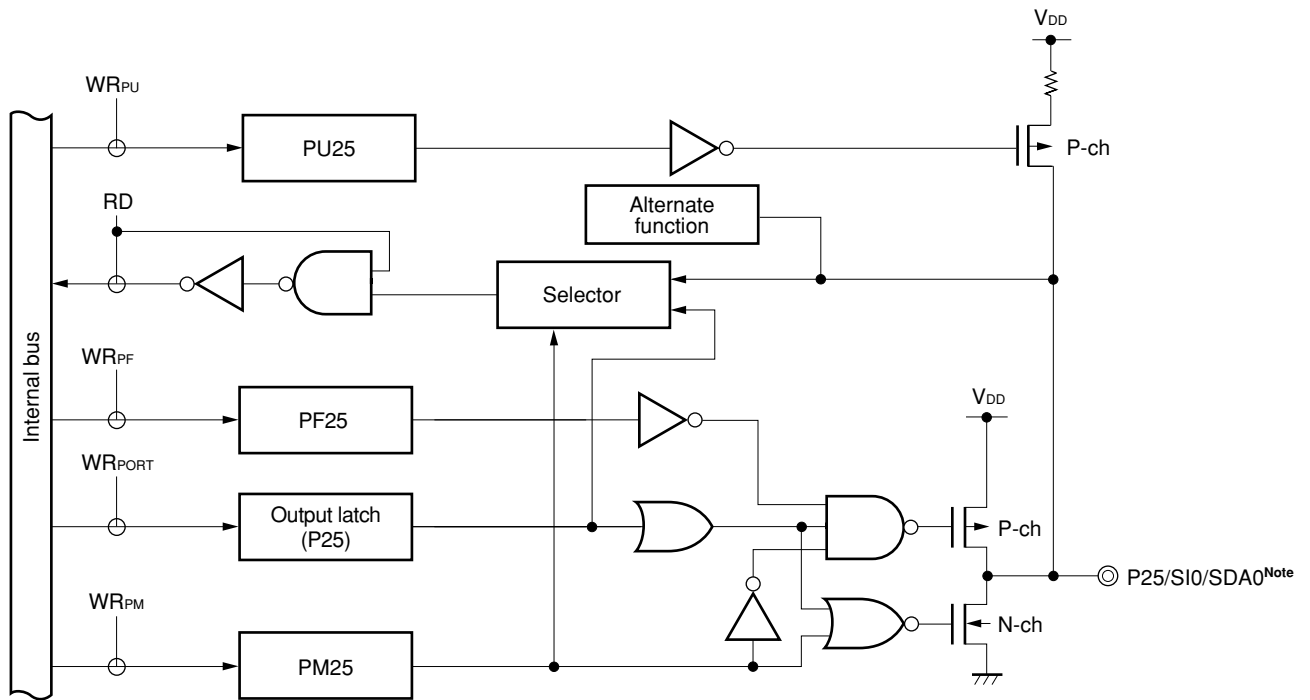 VDD
WRPU
PU25
P-ch
RD
Alternate
function
Selector
Internal bus
WRPF
PF25
VDD
WRPORT
Output latch
(P25)
P-ch
P25/SI0/SDA0Note
WRPM
N-ch
PM25